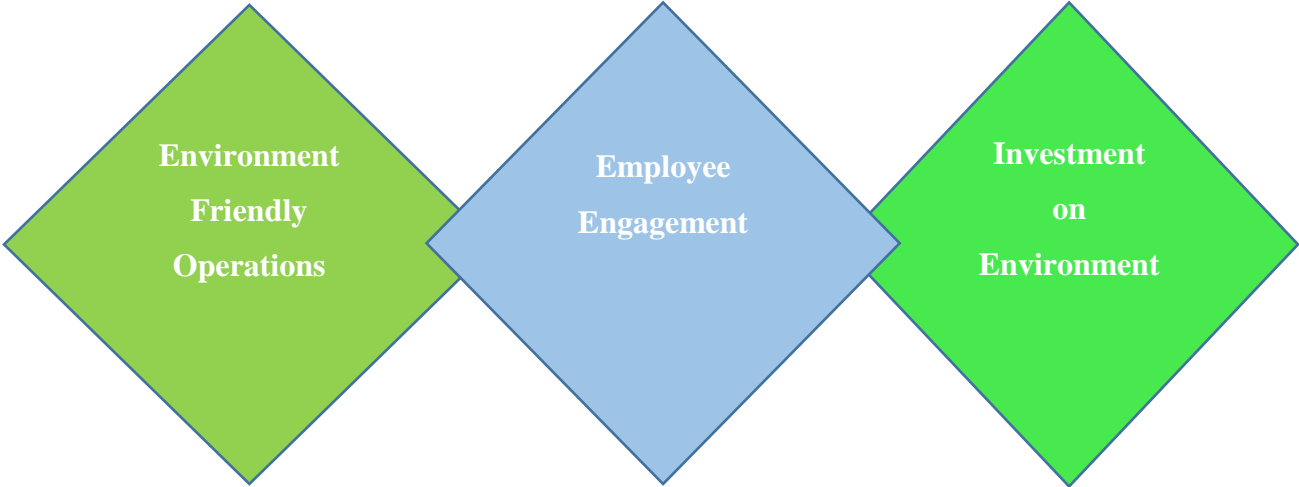 Environment
Friendly
Operations
Employee
Engagement
Investment
on
Environment